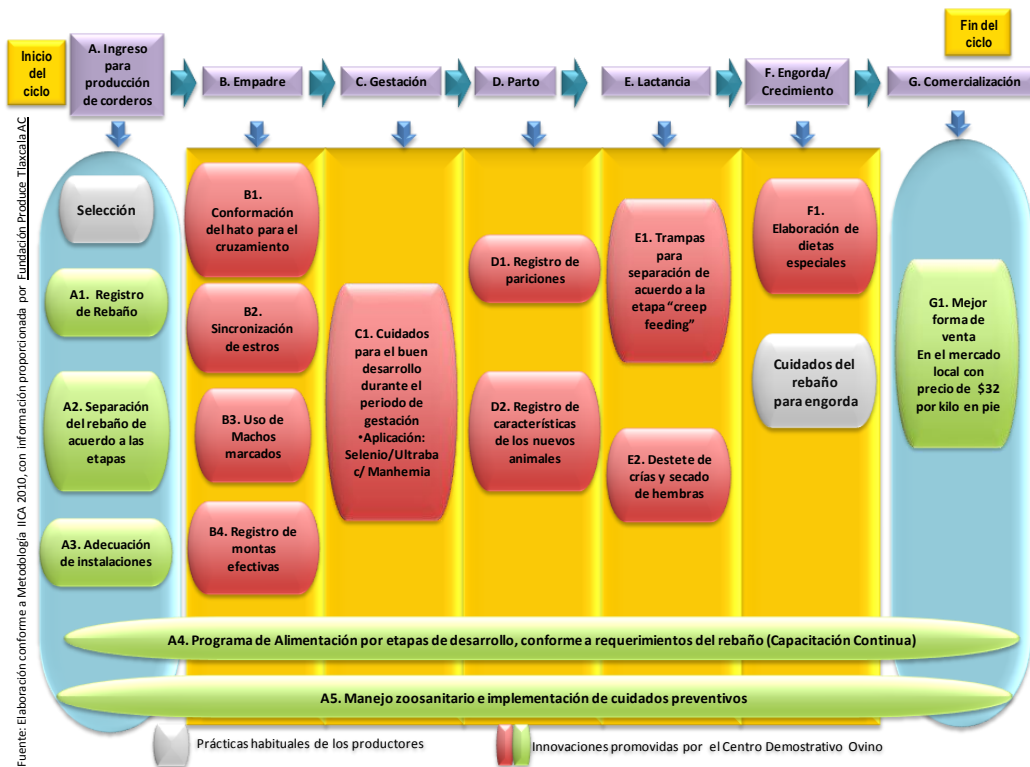 Inicio
del
ciclo
A. Ingreso
para
producción
de corderos
B. Empadre
C. Gestación
D. Parto
E. Lactancia
F. Engorda/
Crecimiento
Fin del
ciclo
G. Comercialización
Selección
A1. Registro
de Rebaño
A2. Separación
del rebaño de
acuerdo a las
etapas
A3. Adecuación
de instalaciones
B1.
Conformación
del hato para el
cruzamiento
B2.
Sincronización
de estros
B3. Uso de
Machos
marcados
B4. Registro de
montas
efectivas
C1. Cuidados
para el buen
desarrollo
durante el
periodo de
gestación
•Aplicación:
Selenio/Ultraba
c/ Manhemia
D1. Registro de
pariciones
D2. Registro de
características
de los nuevos
animales
E1. Trampas
para
separación de
acuerdo a la
etapa “creep
feeding”
E2. Destete de
crías y secado
de hembras
F1.
Elaboración de
dietas
especiales
Cuidados del
rebaño
para engorda
G1. Mejor
forma de
venta
En el mercado
local con
precio de $32
por kilo en pie
A4. Programa de Alimentación por etapas de desarrollo, conforme a requerimientos del rebaño (Capacitación Continua)
A5. Manejo zoosanitario e implementación de cuidados preventivos
Prácticas habituales de los productores
Innovaciones promovidas por el Centro Demostrativo Ovino
Fuente: Elaboración conforme a Metodología IICA 2010, con información proporcionada por Fundación Produce Tlaxcala AC